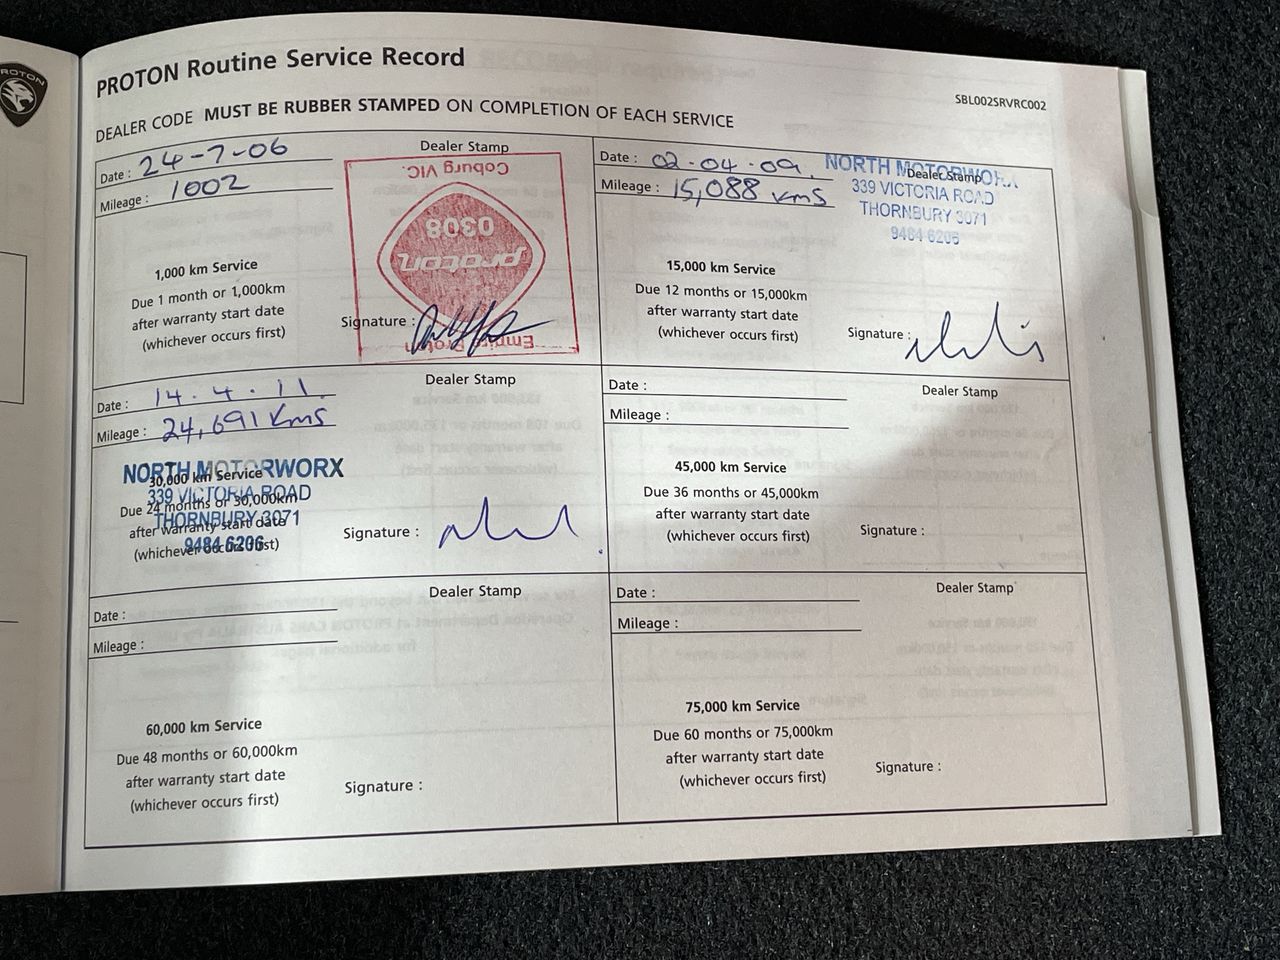 PROTON
PROTON Routine Service Record
SBL002SRVRC002
DEALER CODE MUST BE RUBBER STAMPED ON COMPLETION OF EACH SERVICE
Date : 24-7-06
Mileage : 1002
Dealer Stamp
Coburg VIC.
0308
proton
Empire Proton
1,000 km Service
Due 1 month or 1,000km
after warranty start date
(whichever occurs first)
Signature :
Date : 02-04-09.
Mileage : 15,088 kms
Dealer Stamp
NORTH MOTORWORX
339 VICTORIA ROAD
THORNBURY 3071
9484 6206
15,000 km Service
Due 12 months or 15,000km
after warranty start date
(whichever occurs first)
Signature :
Date : 14.4.11.
Mileage : 24,691 Kms
Dealer Stamp
NORTH MOTORWORX
339 VICTORIA ROAD
THORNBURY 3071
9484 6206
30,000 km Service
Due 24 months or 30,000km
after warranty start date
(whichever occurs first)
Signature :
Date :
Mileage :
Dealer Stamp
45,000 km Service
Due 36 months or 45,000km
after warranty start date
(whichever occurs first)
Signature :
Date :
Mileage :
Dealer Stamp
60,000 km Service
Due 48 months or 60,000km
after warranty start date
(whichever occurs first)
Signature :
Date :
Mileage :
Dealer Stamp
75,000 km Service
Due 60 months or 75,000km
after warranty start date
(whichever occurs first)
Signature :